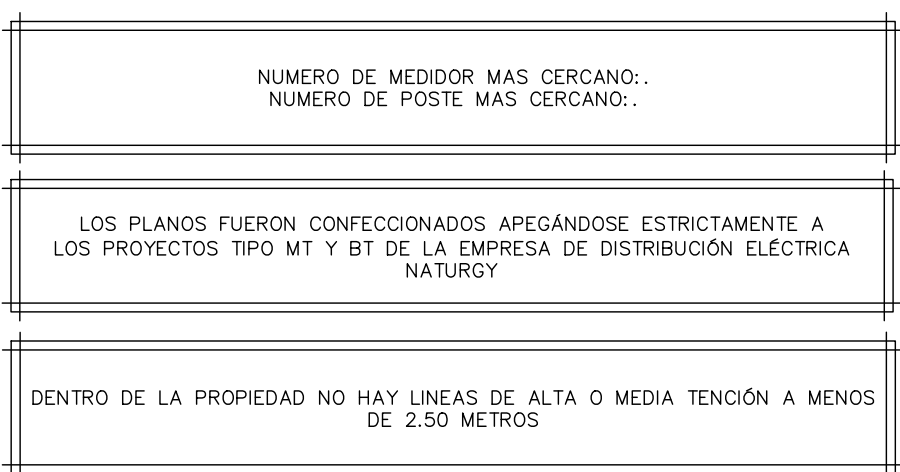 NUMERO DE MEDIDOR MAS CERCANO:.
NUMERO DE POSTE MAS CERCANO:.
LOS PLANOS FUERON CONFECCIONADOS APEGÁNDOSE ESTRICTAMENTE A
LOS PROYECTOS TIPO MT Y BT DE LA EMPRESA DE DISTRIBUCIÓN ELÉCTRICA
NATURGY
DENTRO DE LA PROPIEDAD NO HAY LINEAS DE ALTA O MEDIA TENCIÓN A MENOS
DE 2.50 METROS